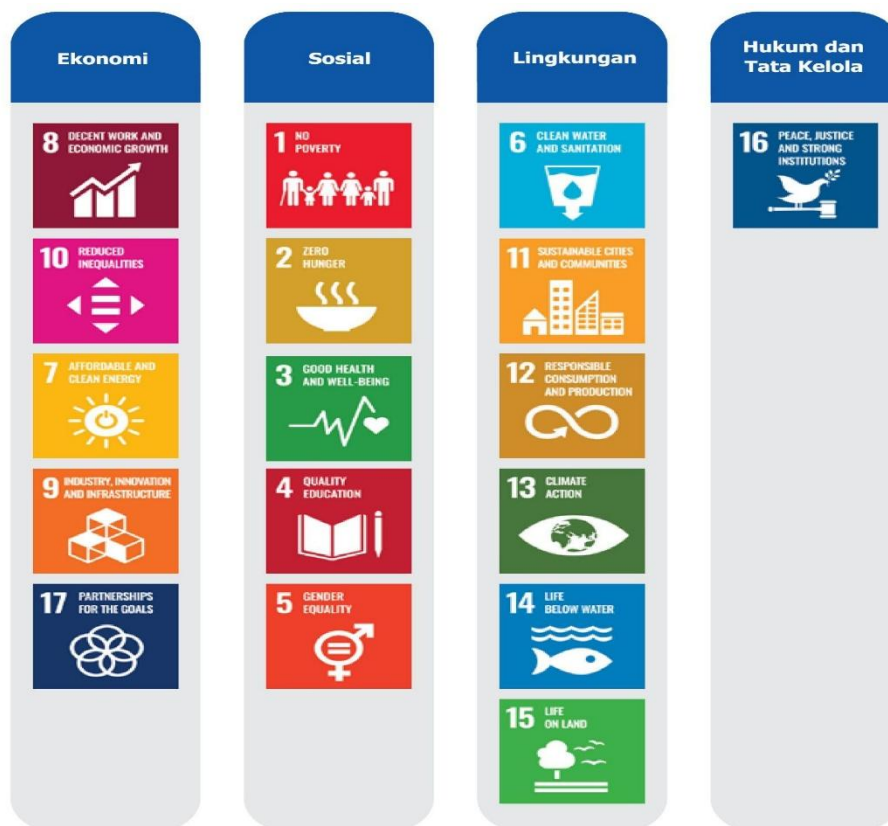 Ekonomi
8 DECENT WORK AND
ECONOMIC GROWTH
10 REDUCED
INEQUALITIES
7 AFFORDABLE AND
CLEAN ENERGY
9 INDUSTRY, INNOVATION
AND INFRASTRUCTURE
17 PARTNERSHIPS
FOR THE GOALS
Sosial
1 NO
POVERTY
2 ZERO
HUNGER
3 GOOD HEALTH
AND WELL-BEING
4 QUALITY
EDUCATION
5 GENDER
EQUALITY
Lingkungan
6 CLEAN WATER
AND SANITATION
11 SUSTAINABLE CITIES
AND COMMUNITIES
12 RESPONSIBLE
CONSUMPTION
AND PRODUCTION
13 CLIMATE
ACTION
14 LIFE
BELOW WATER
15 LIFE
ON LAND
Hukum dan
Tata Kelola
16 PEACE, JUSTICE
AND STRONG
INSTITUTIONS